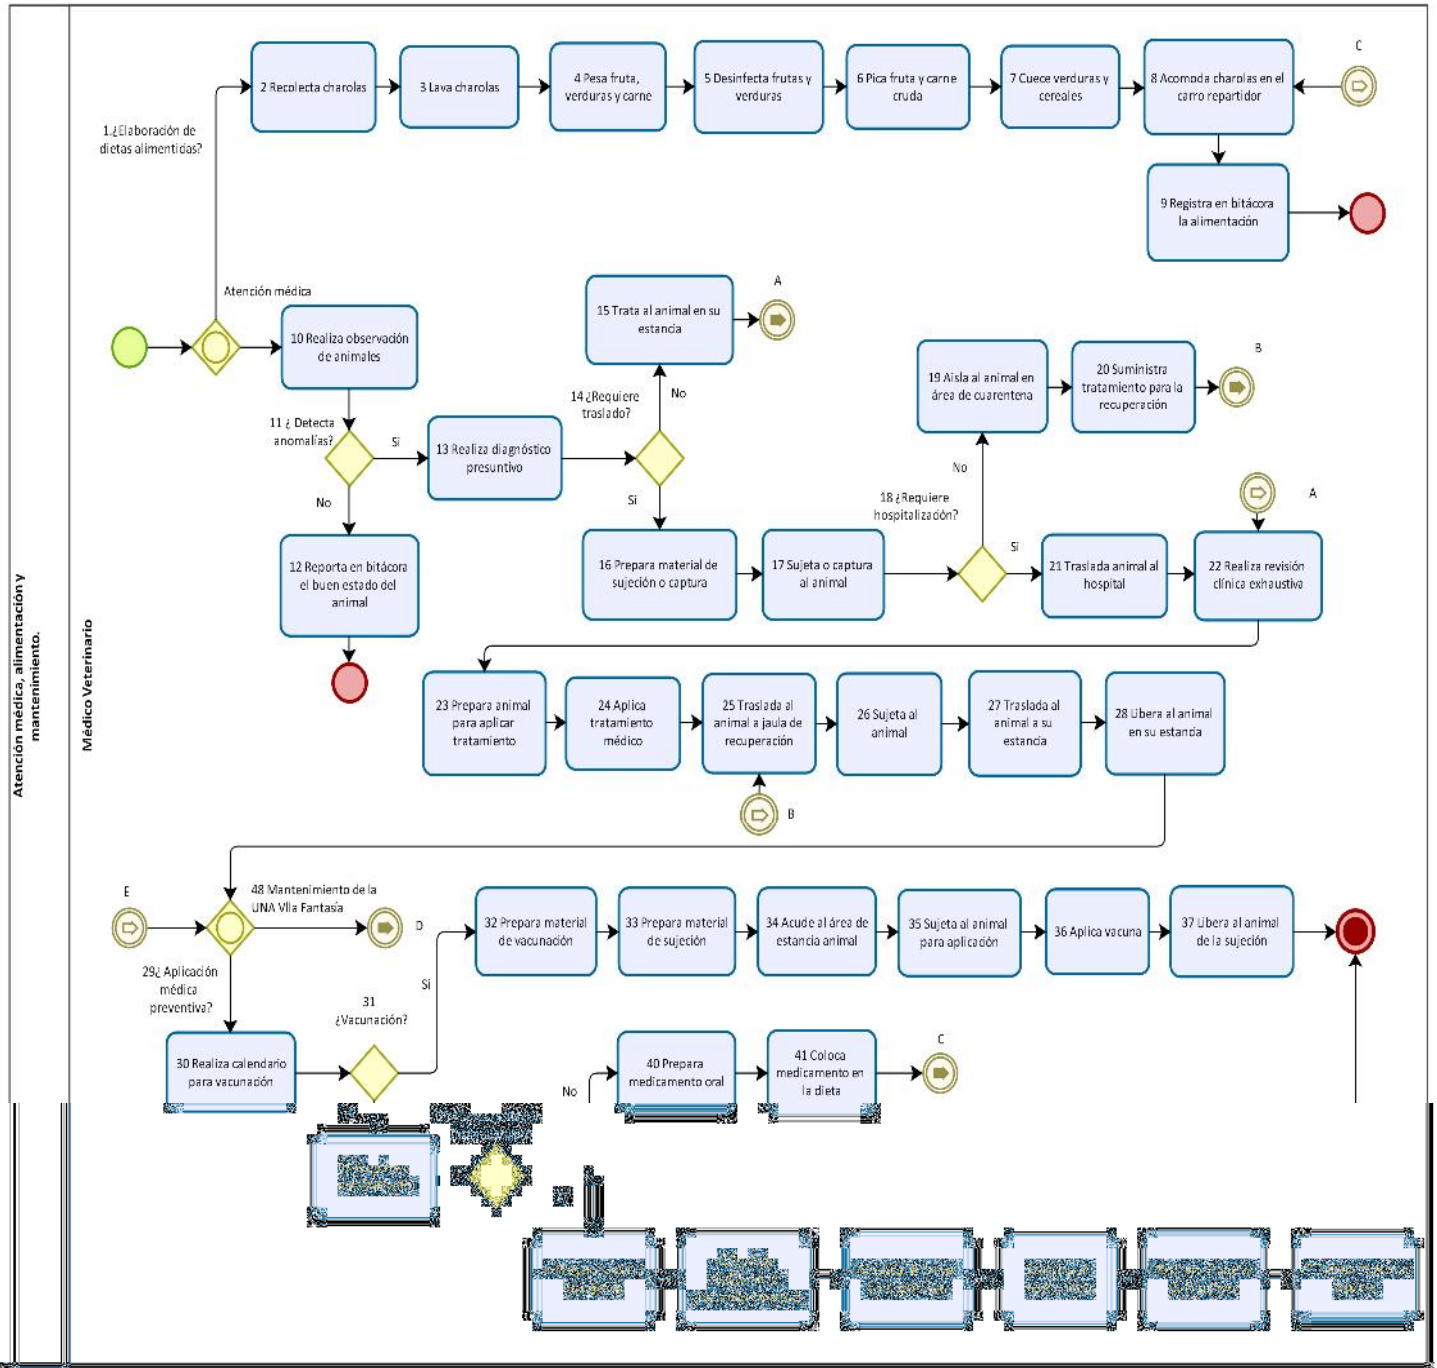 Atención médica, alimentación y
mantenimiento.
Médico Veterinario
1.¿Elaboración de
dietas alimentidas?
2 Recolecta charolas
3 Lava charolas
4 Pesa fruta,
verduras y carne
5 Desinfecta frutas y
verduras
6 Pica fruta y carne
cruda
7 Cuece verduras y
cereales
8 Acomoda charolas en el
carro repartidor
C
9 Registra en bitácora
la alimentación
Atención médica
10 Realiza observación
de animales
11 ¿ Detecta
anomalías?
Si
No
12 Reporta en bitácora
el buen estado del
animal
13 Realiza diagnóstico
presuntivo
14 ¿Requiere
traslado?
No
Si
15 Trata al animal en su
estancia
A
16 Prepara material de
sujeción o captura
17 Sujeta o captura
al animal
18 ¿Requiere
hospitalización?
No
Si
19 Aisla al animal en
área de cuarentena
20 Suministra
tratamiento para la
recuperación
B
21 Traslada animal al
hospital
A
22 Realiza revisión
clínica exhaustiva
23 Prepara animal
para aplicar
tratamiento
24 Aplica
tratamiento
médico
25 Traslada al
animal a jaula de
recuperación
B
26 Sujeta al
animal
27 Traslada al
animal a su
estancia
28 Libera al animal
en su estancia
E
48 Mantenimiento de la
UNA Vlla Fantasía
D
29¿ Aplicación
médica
preventiva?
30 Realiza calendario
para vacunación
31
¿Vacunación?
Si
32 Prepara material
de vacunación
33 Prepara material
de sujeción
34 Acude al área de
estancia animal
35 Sujeta al animal
para aplicación
36 Aplica vacuna
37 Libera al animal
de la sujeción
No
40 Prepara
medicamento oral
41 Coloca
medicamento en
la dieta
C